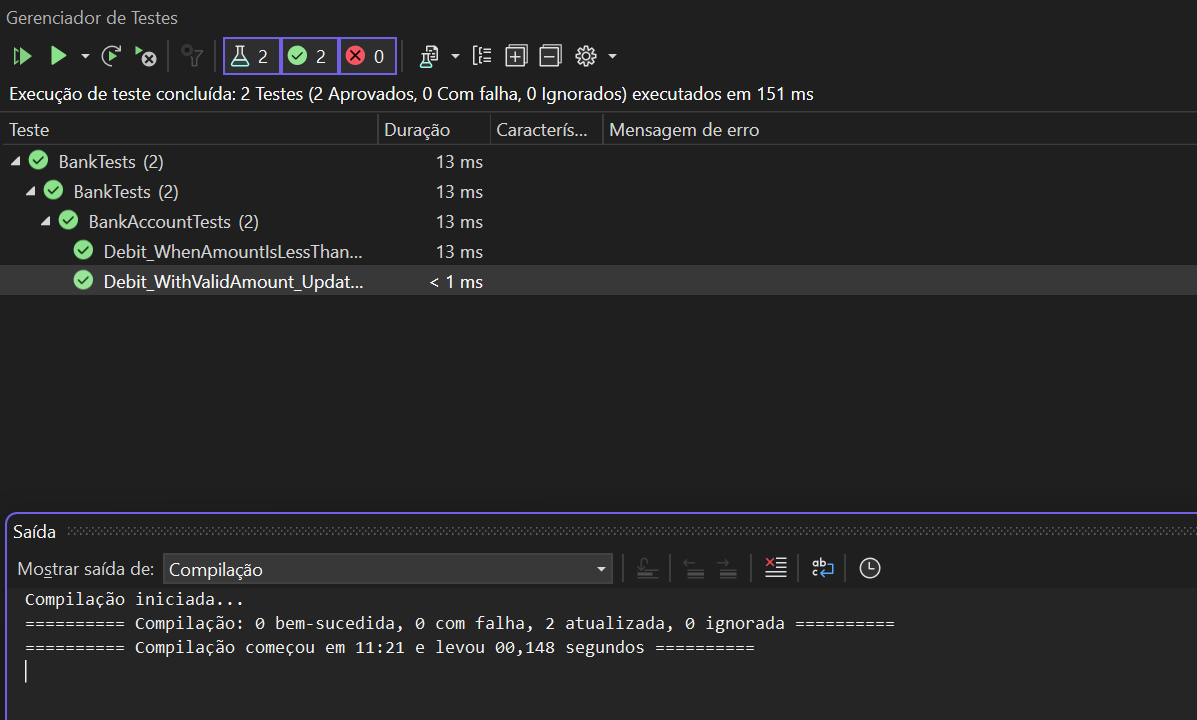 Gerenciador de Testes
2 2 0
Execução de teste concluída: 2 Testes (2 Aprovados, 0 Com falha, 0 Ignorados) executados em 151 ms
Teste Duração Caracterís... Mensagem de erro
BankTests (2) 13 ms
BankTests (2) 13 ms
BankAccountTests (2) 13 ms
Debit_WhenAmountIsLessThan... 13 ms
Debit_WithValidAmount_Updat... < 1 ms
Saída
Mostrar saída de: Compilação
Compilação iniciada...
========== Compilação: 0 bem-sucedida, 0 com falha, 2 atualizada, 0 ignorada ==========
========== Compilação começou em 11:21 e levou 00,148 segundos ==========